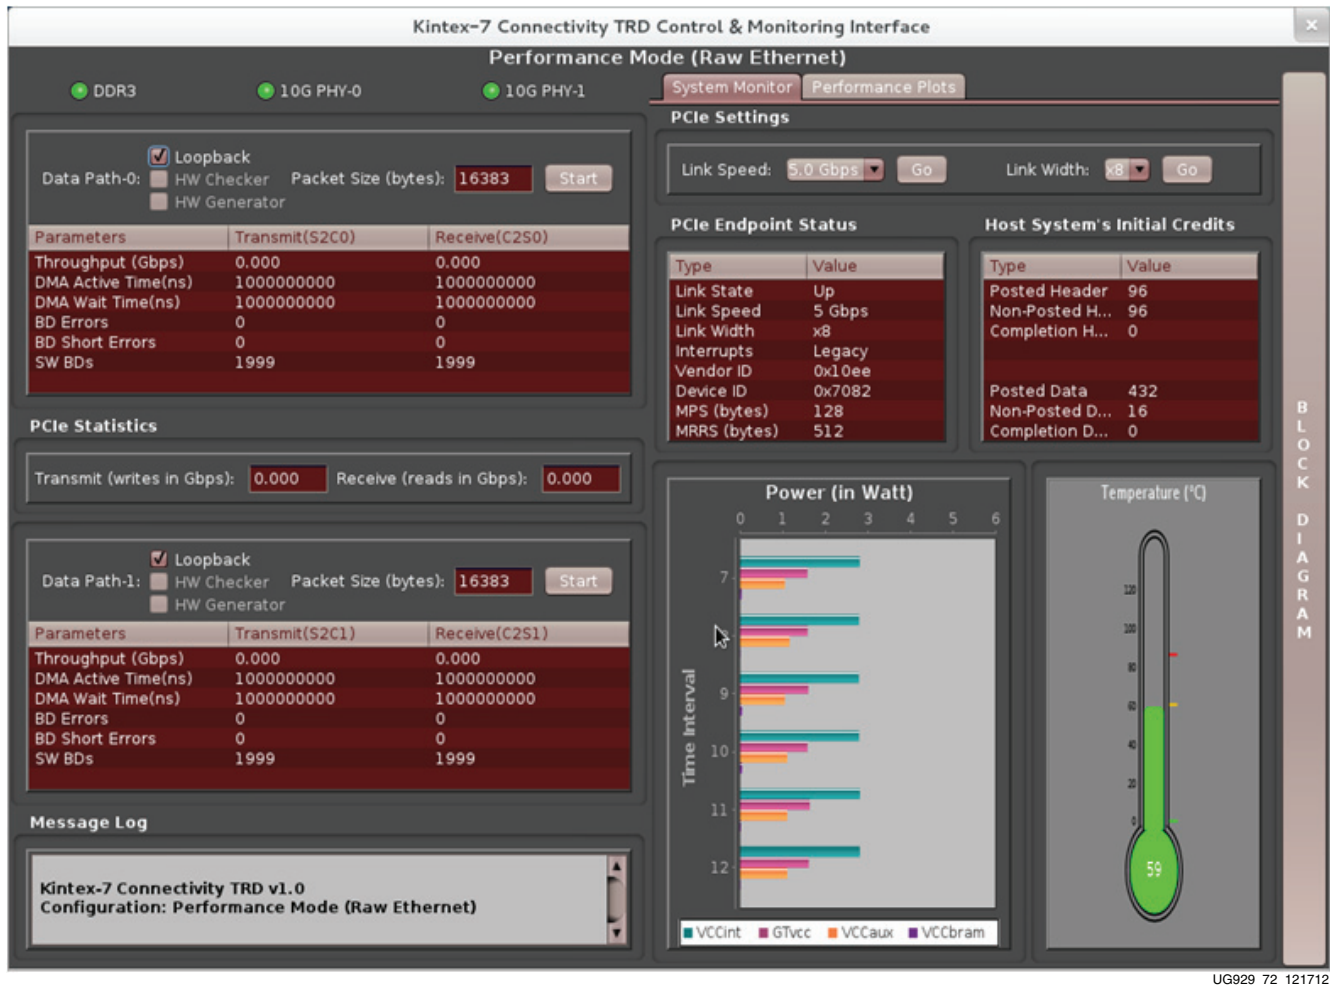 Kintex-7 Connectivity TRD Control & Monitoring Interface
Performance Mode (Raw Ethernet)
DDR3 10G PHY-0 10G PHY-1
System Monitor Performance Plots
PCIe Settings
Link Speed: 5.0 Gbps Go Link Width: x8 Go
Loopback
Data Path-0: HW Checker Packet Size (bytes): 16383 Start
HW Generator
Parameters Transmit(S2C0) Receive(C2S0)
Throughput (Gbps) 0.000 0.000
DMA Active Time(ns) 1000000000 1000000000
DMA Wait Time(ns) 1000000000 1000000000
BD Errors 0 0
BD Short Errors 0 0
SW BDs 1999 1999
PCIe Statistics
Transmit (writes in Gbps): 0.000 Receive (reads in Gbps): 0.000
Loopback
Data Path-1: HW Checker Packet Size (bytes): 16383 Start
HW Generator
Parameters Transmit(S2C1) Receive(C2S1)
Throughput (Gbps) 0.000 0.000
DMA Active Time(ns) 1000000000 1000000000
DMA Wait Time(ns) 1000000000 1000000000
BD Errors 0 0
BD Short Errors 0 0
SW BDs 1999 1999
Message Log
Kintex-7 Connectivity TRD v1.0
Configuration: Performance Mode (Raw Ethernet)
PCIe Endpoint Status
Type Value
Link State Up
Link Speed 5 Gbps
Link Width x8
Interrupts Legacy
Vendor ID 0x10ee
Device ID 0x7082
MPS (bytes) 128
MRRS (bytes) 512
Host System's Initial Credits
Type Value
Posted Header 96
Non-Posted H... 96
Completion H... 0
Posted Data 432
Non-Posted D... 16
Completion D... 0
Power (in Watt)
0 1 2 3 4 5 6
7
9
10
11
12
Time Interval
VCCint GTvcc VCCaux VCCbram
Temperature (°C)
120
100
80
60
40
20
0
59
BLOCK DIAGRAM
UG929_72_121712